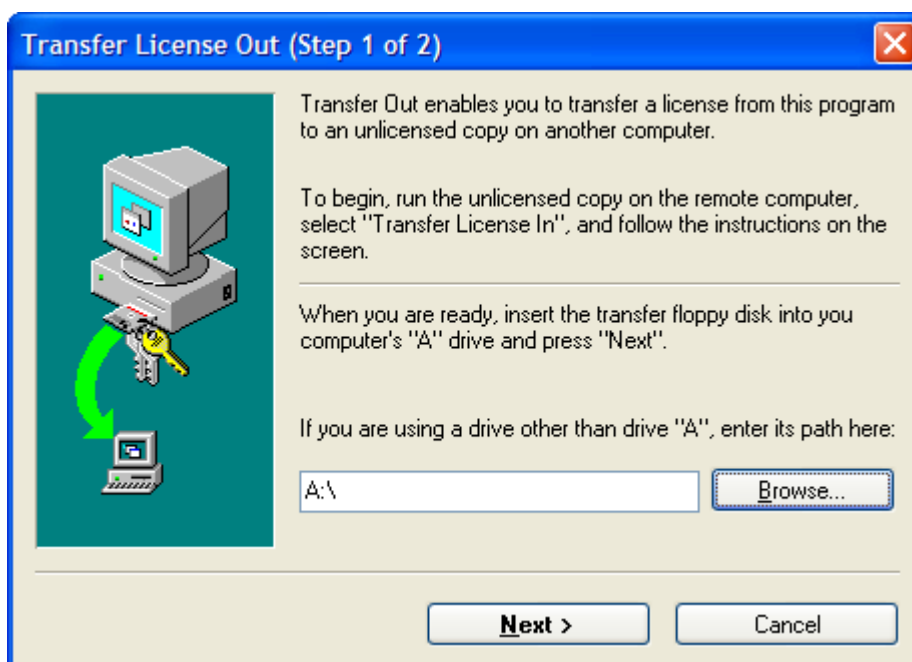 Transfer License Out (Step 1 of 2)
Transfer Out enables you to transfer a license from this program
to an unlicensed copy on another computer.
To begin, run the unlicensed copy on the remote computer,
select "Transfer License In", and follow the instructions on the
screen.
When you are ready, insert the transfer floppy disk into you
computer's "A" drive and press "Next".
If you are using a drive other than drive "A", enter its path here:
A:\
Browse...
Next >
Cancel